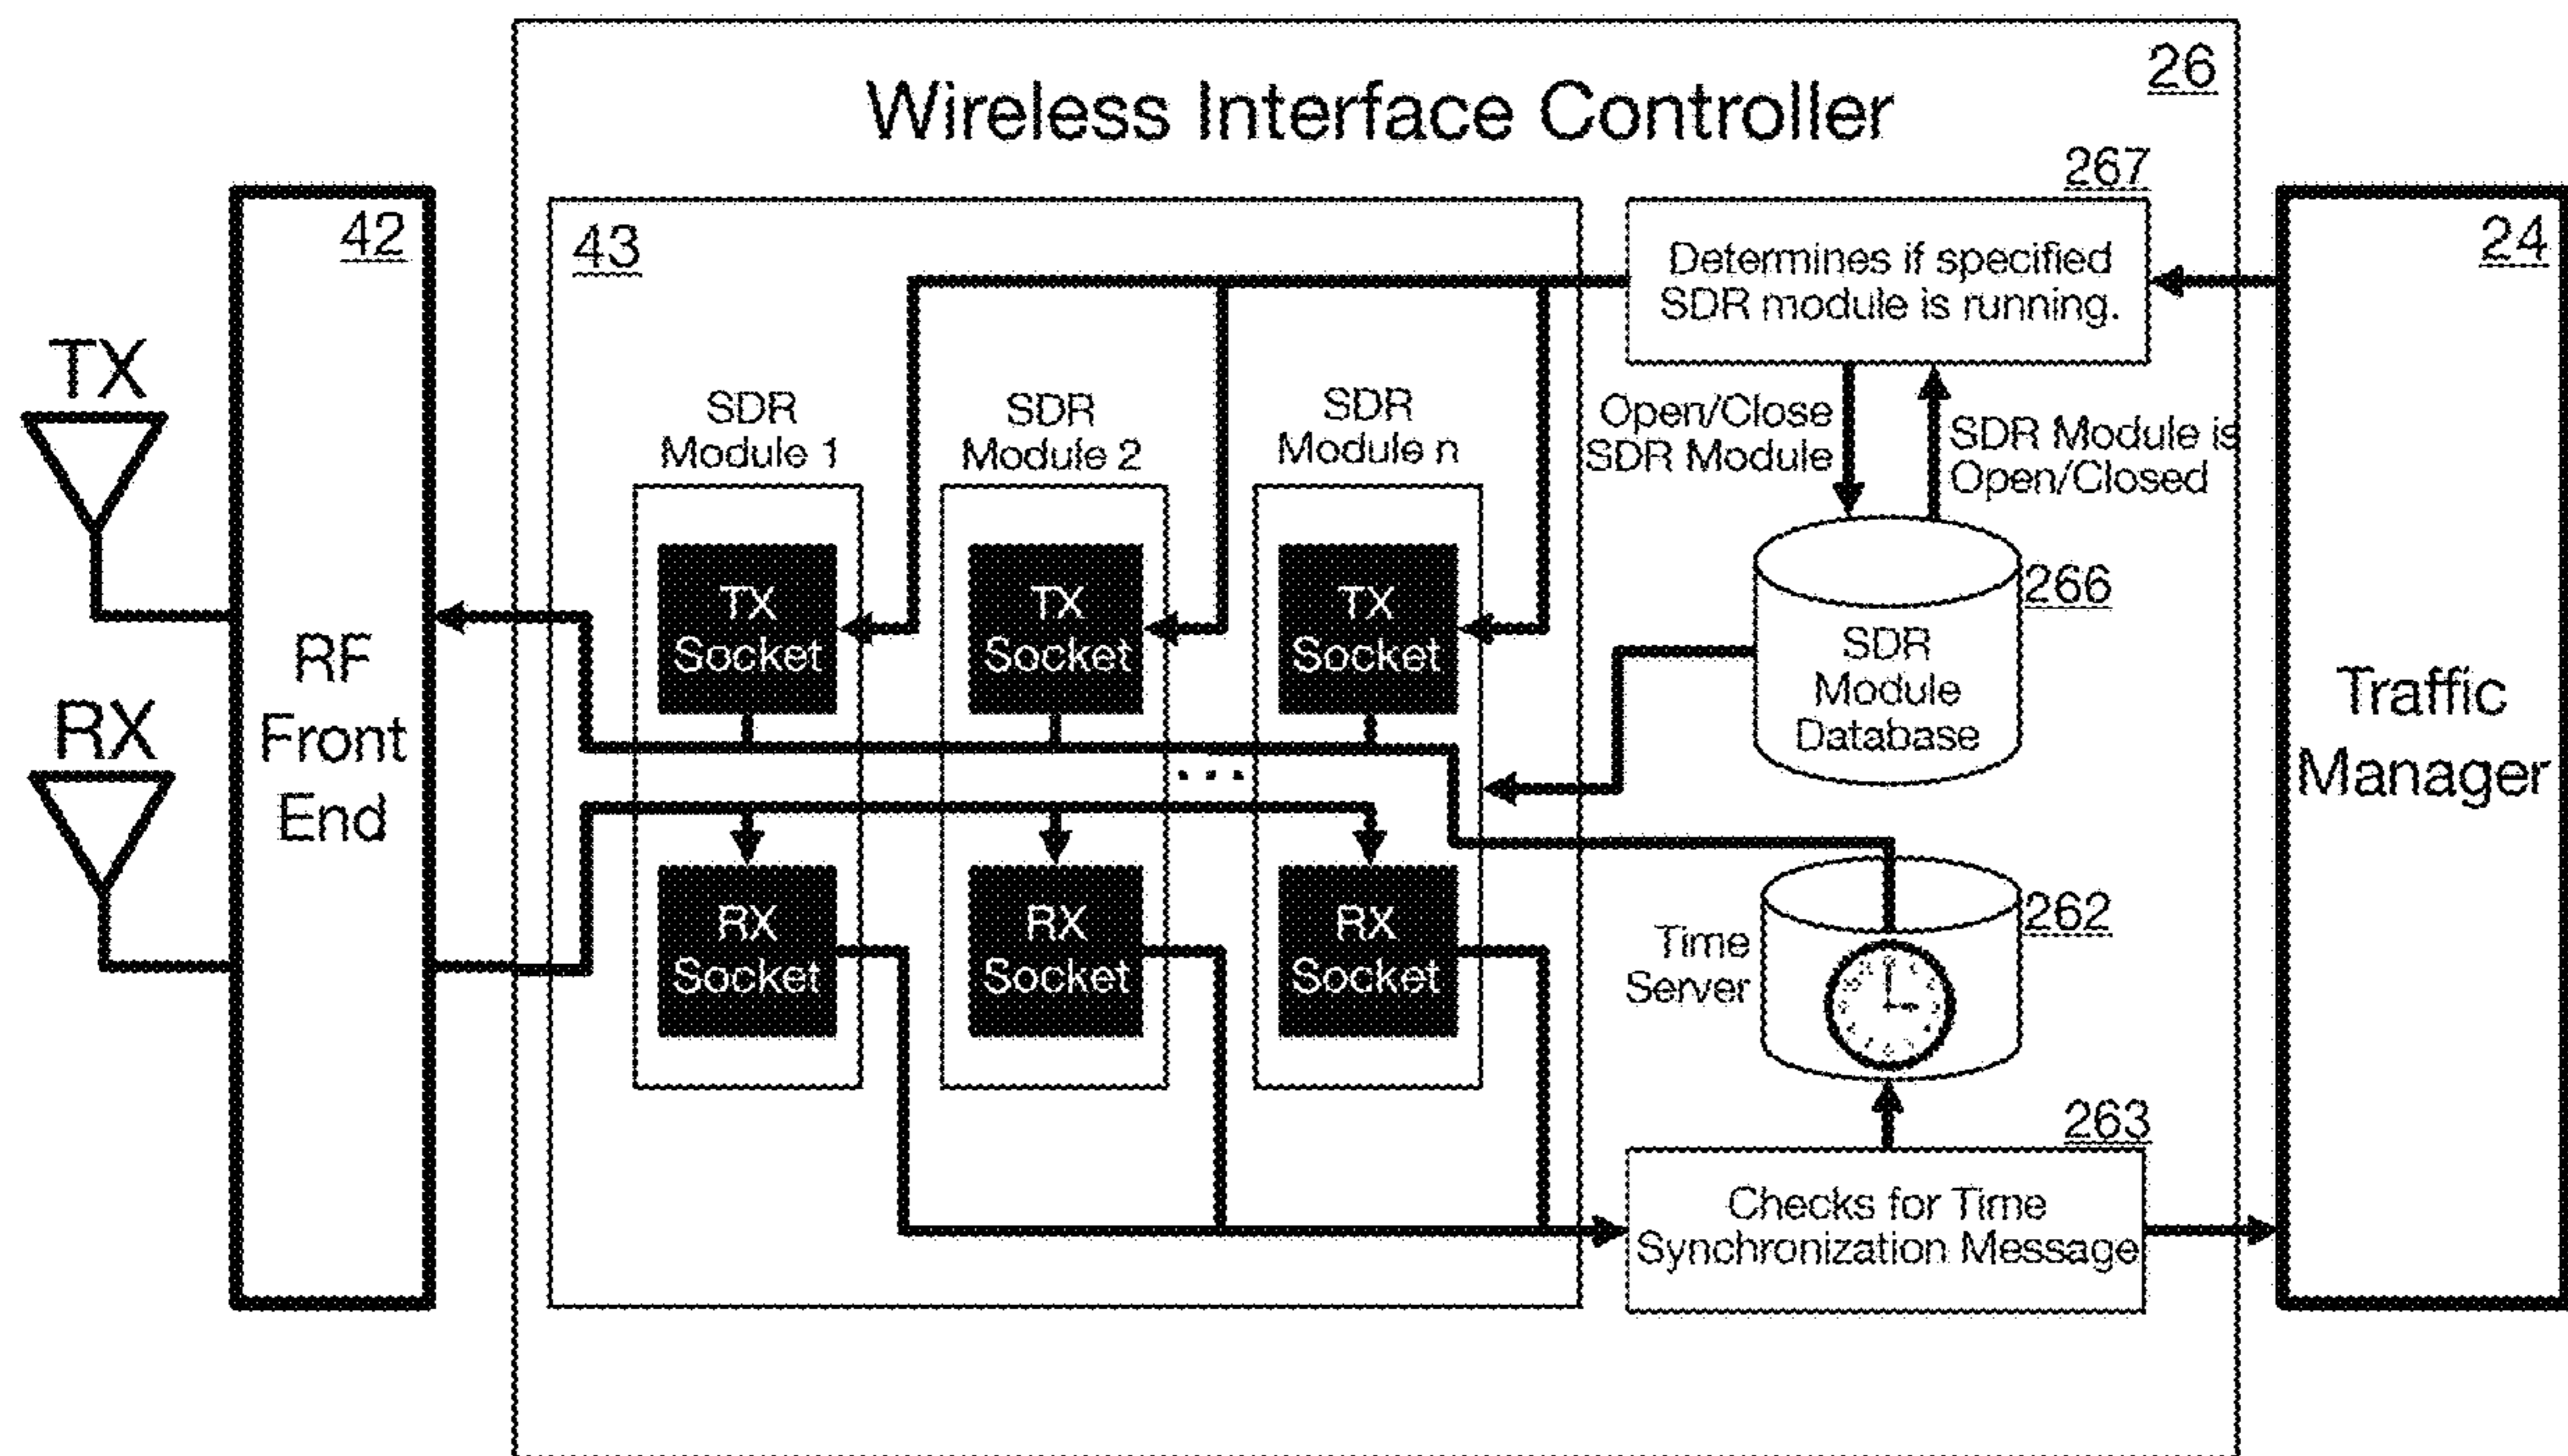 26
Wireless Interface Controller
267
42
43
24
Determines if specified
SDR module is running.
TX
SDR
Module 1
SDR
Module 2
SDR
Module n
Open/Close
SDR Module
SDR Module is
Open/Closed
TX
Socket
TX
Socket
TX
Socket
266
SDR
Module
Database
RF
Front
End
Traffic
Manager
RX
...
RX
Socket
RX
Socket
RX
Socket
Time
Server
262
263
Checks for Time
Synchronization Message